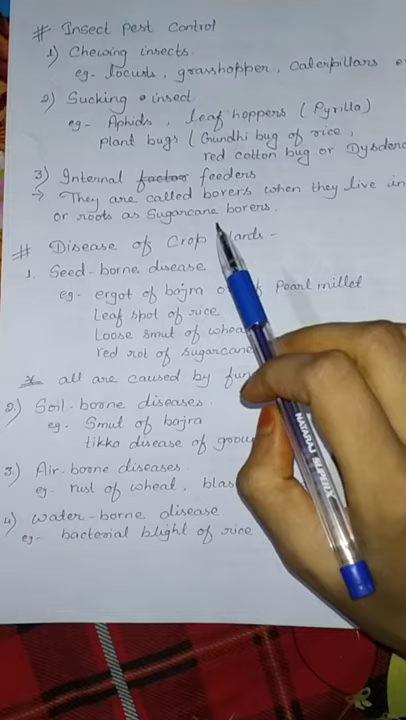 # Insect pest control
1) Chewing insects.
eg- locusts, grasshopper, caterpillars
2) Sucking insect
eg- Aphids, Leaf hoppers (Pyrilla)
plant bugs (Gundhi bug of rice,
red cotton bug or Dysderc
3) Internal factor feeders
→ They are called borers when they live in
or roots as Sugarcane borers.
# Disease of Crop
1. Seed-borne disease
eg- ergot of bajra Pearl millet
Leaf spot of rice
Loose smut of whea
red rot of sugarcane
* all are caused by fun
2.) Soil-borne diseases.
eg- Smut of bajra
tikka disease of grou
3) Air-borne diseases.
eg- rust of wheat, blas
4) water-borne disease
eg- bacterial blight of rice
NATARAJ SUPERX